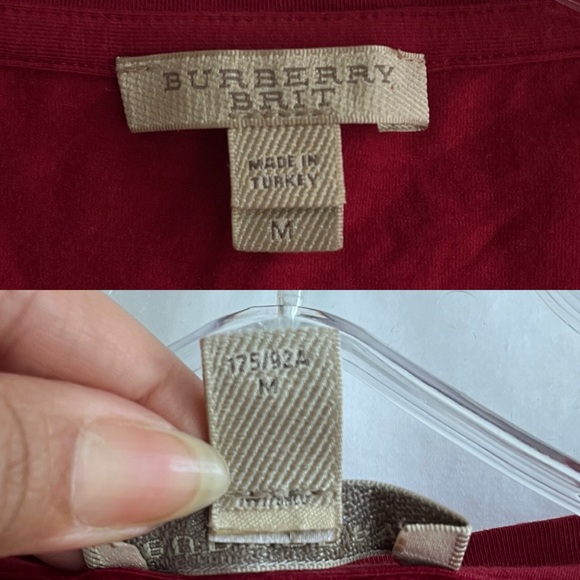 BURBERRY
BRIT
MADE IN
TURKEY
M
175/92A
M